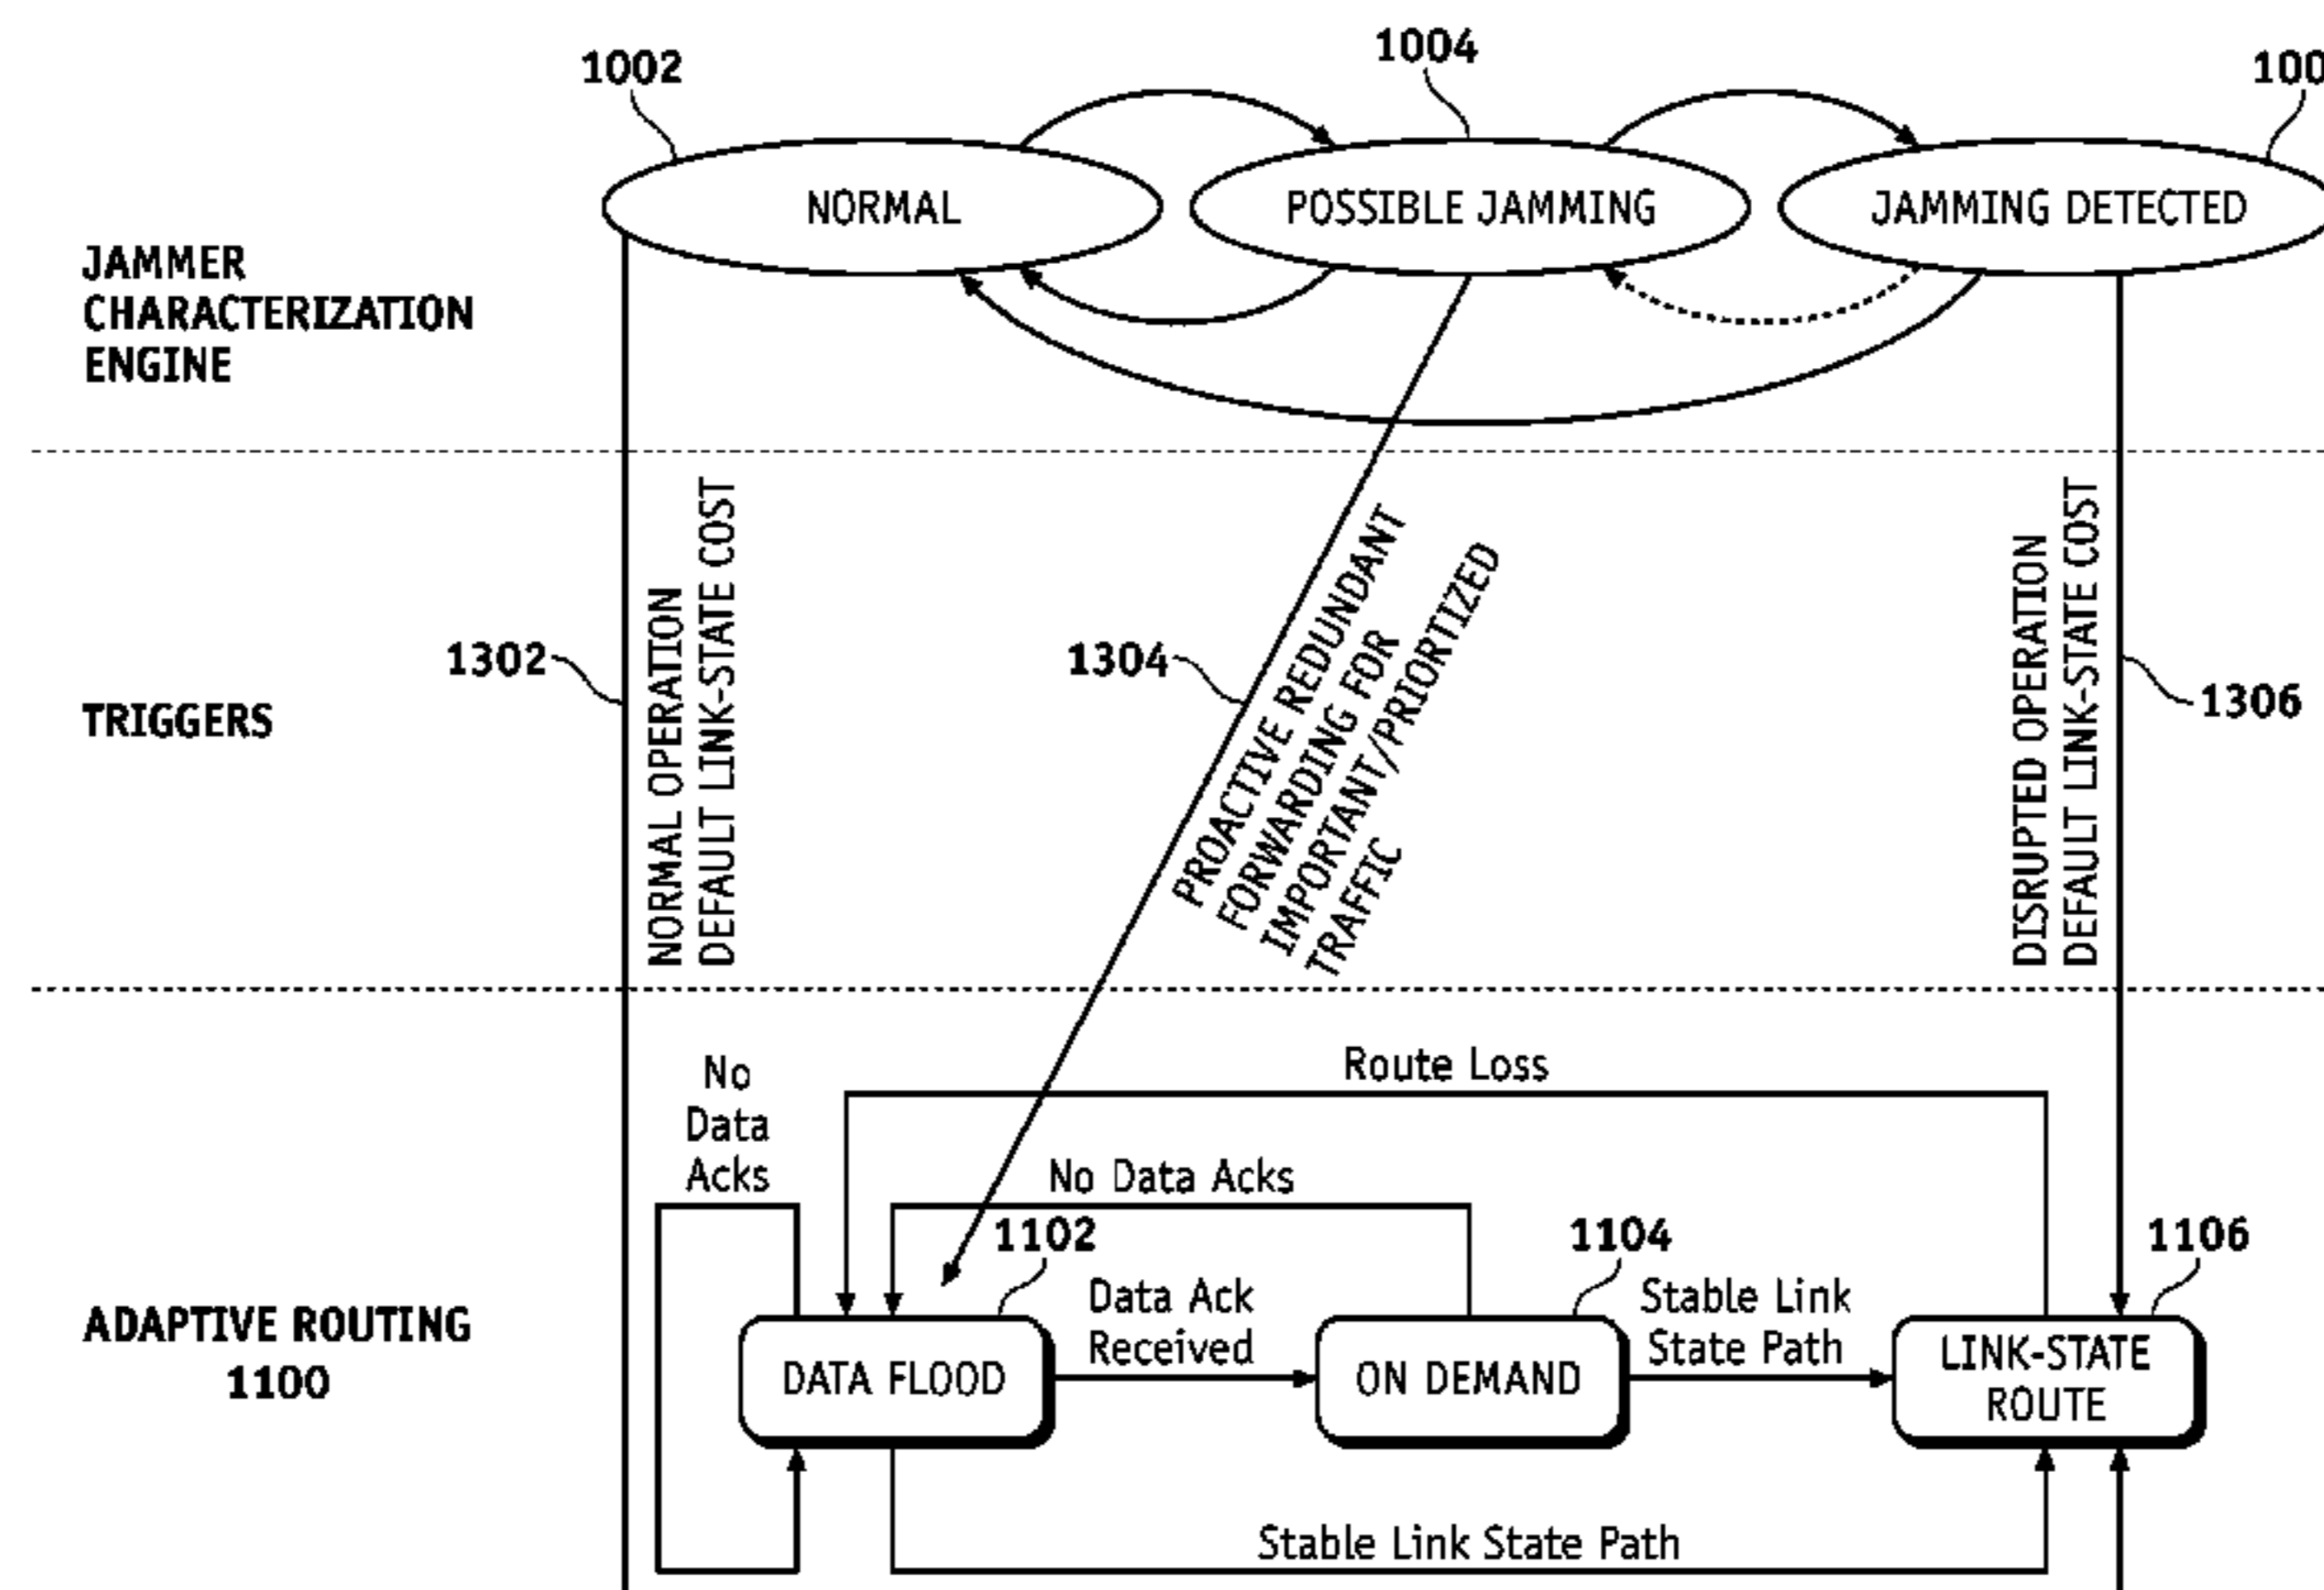 1002
1004
100
NORMAL
POSSIBLE JAMMING
JAMMING DETECTED
JAMMER
CHARACTERIZATION
ENGINE
TRIGGERS
1302
NORMAL OPERATION
DEFAULT LINK-STATE COST
1304
PROACTIVE REDUNDANT
FORWARDING FOR
IMPORTANT/PRIORTIZED
TRAFFIC
DISRUPTED OPERATION
DEFAULT LINK-STATE COST
1306
ADAPTIVE ROUTING
1100
No
Data
Acks
Route Loss
No Data Acks
1102
1104
1106
Data Ack
Received
Stable Link
State Path
DATA FLOOD
ON DEMAND
LINK-STATE
ROUTE
Stable Link State Path